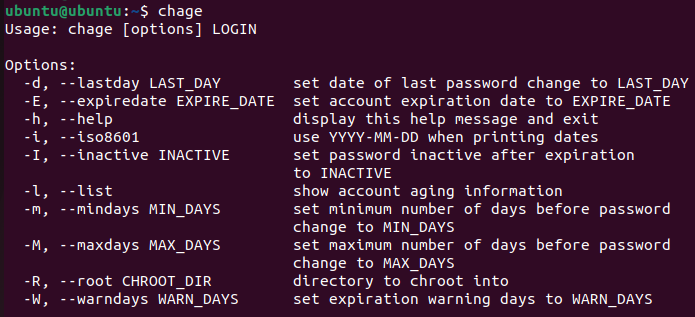 ubuntu@ubuntu:~$ chage
Usage: chage [options] LOGIN

Options:
  -d, --lastday LAST_DAY        set date of last password change to LAST_DAY
  -E, --expiredate EXPIRE_DATE  set account expiration date to EXPIRE_DATE
  -h, --help                    display this help message and exit
  -i, --iso8601                 use YYYY-MM-DD when printing dates
  -I, --inactive INACTIVE       set password inactive after expiration
                                to INACTIVE
  -l, --list                    show account aging information
  -m, --mindays MIN_DAYS        set minimum number of days before password
                                change to MIN_DAYS
  -M, --maxdays MAX_DAYS        set maximum number of days before password
                                change to MAX_DAYS
  -R, --root CHROOT_DIR         directory to chroot into
  -W, --warndays WARN_DAYS      set expiration warning days to WARN_DAYS